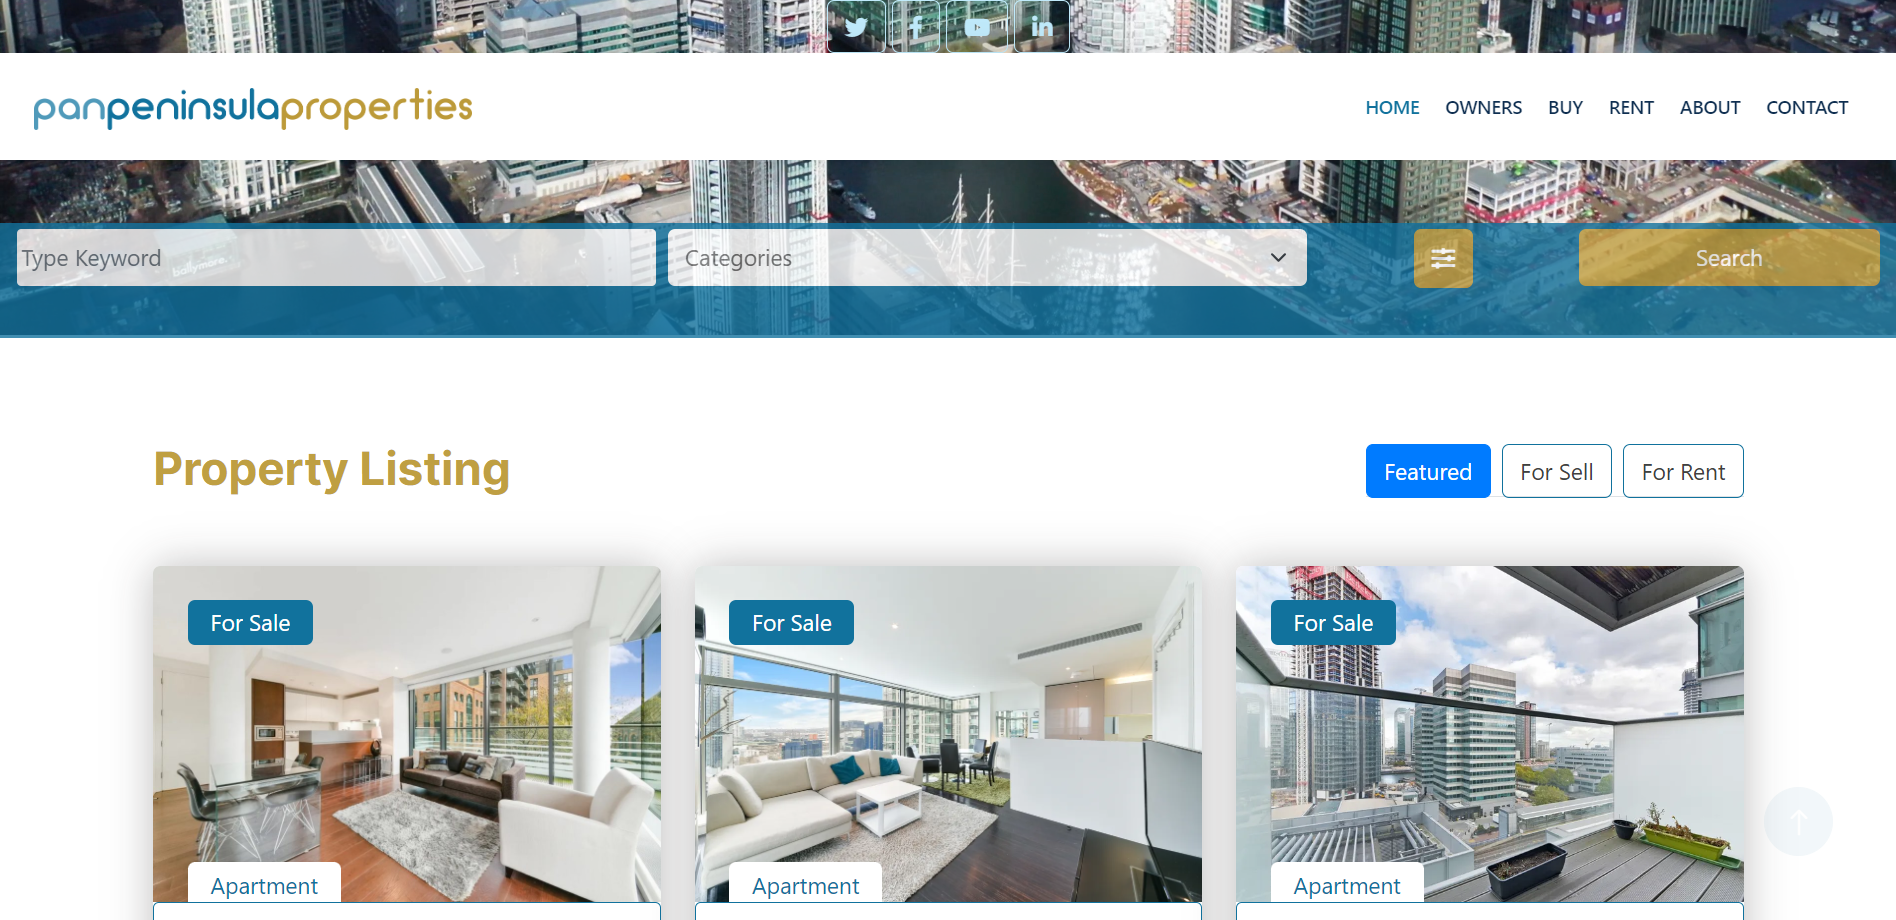 panpeninsulaproperties
HOME OWNERS BUY RENT ABOUT CONTACT
ballymore.
Type Keyword
Categories
Search
Property Listing
Featured
For Sell
For Rent
For Sale
For Sale
For Sale
Apartment
Apartment
Apartment